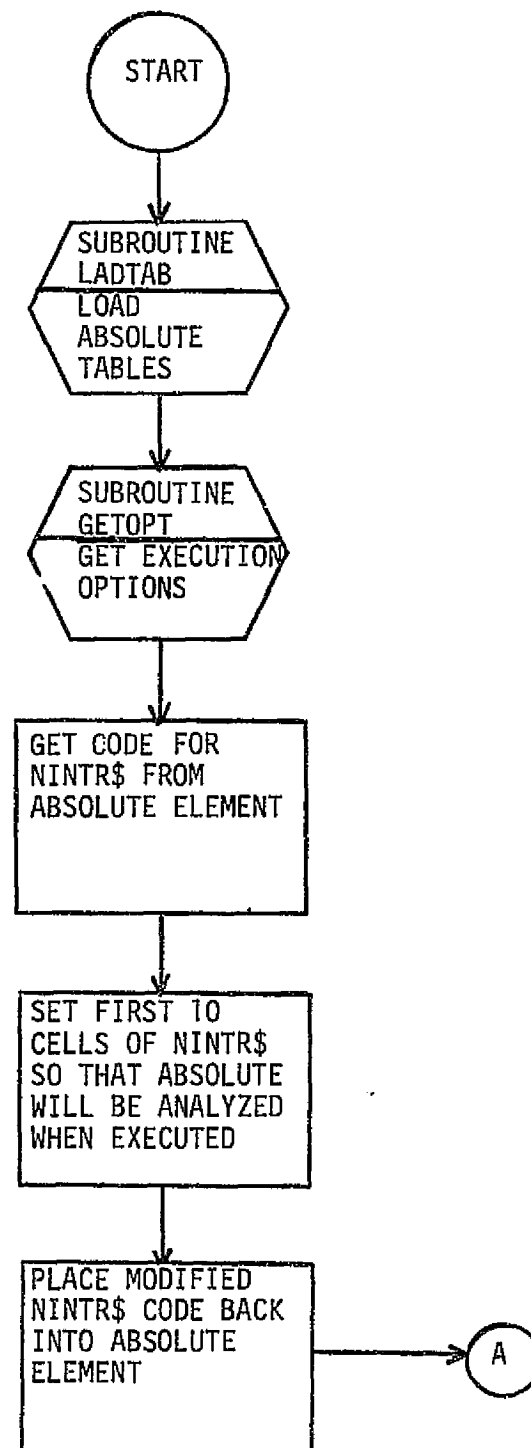 START
SUBROUTINE
LADTAB
LOAD
ABSOLUTE
TABLES
SUBROUTINE
GETOPT
GET EXECUTION
OPTIONS
GET CODE FOR
NINTR$ FROM
ABSOLUTE ELEMENT
SET FIRST 10
CELLS OF NINTR$
SO THAT ABSOLUTE
WILL BE ANALYZED
WHEN EXECUTED
PLACE MODIFIED
NINTR$ CODE BACK
INTO ABSOLUTE
ELEMENT
A